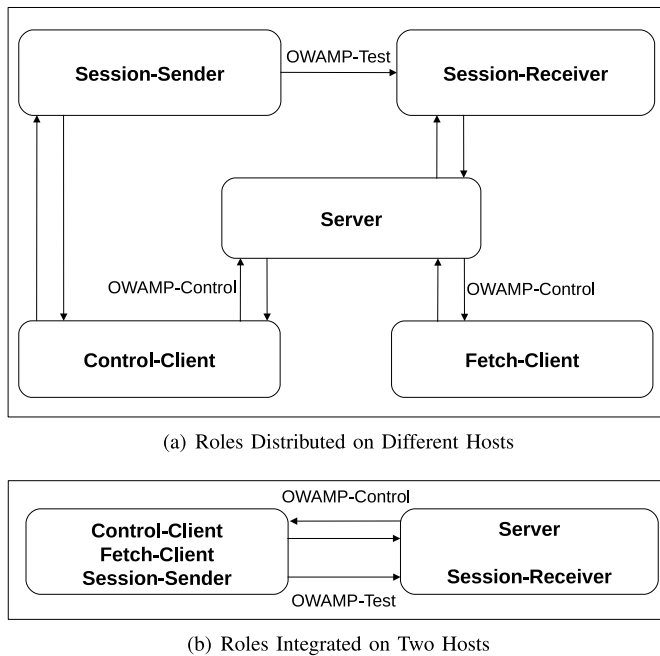 Session-Sender
OWAMP-Test
Session-Receiver
Server
OWAMP-Control
OWAMP-Control
Control-Client
Fetch-Client
(a) Roles Distributed on Different Hosts
OWAMP-Control
Control-Client
Fetch-Client
Session-Sender
Server
Session-Receiver
OWAMP-Test
(b) Roles Integrated on Two Hosts